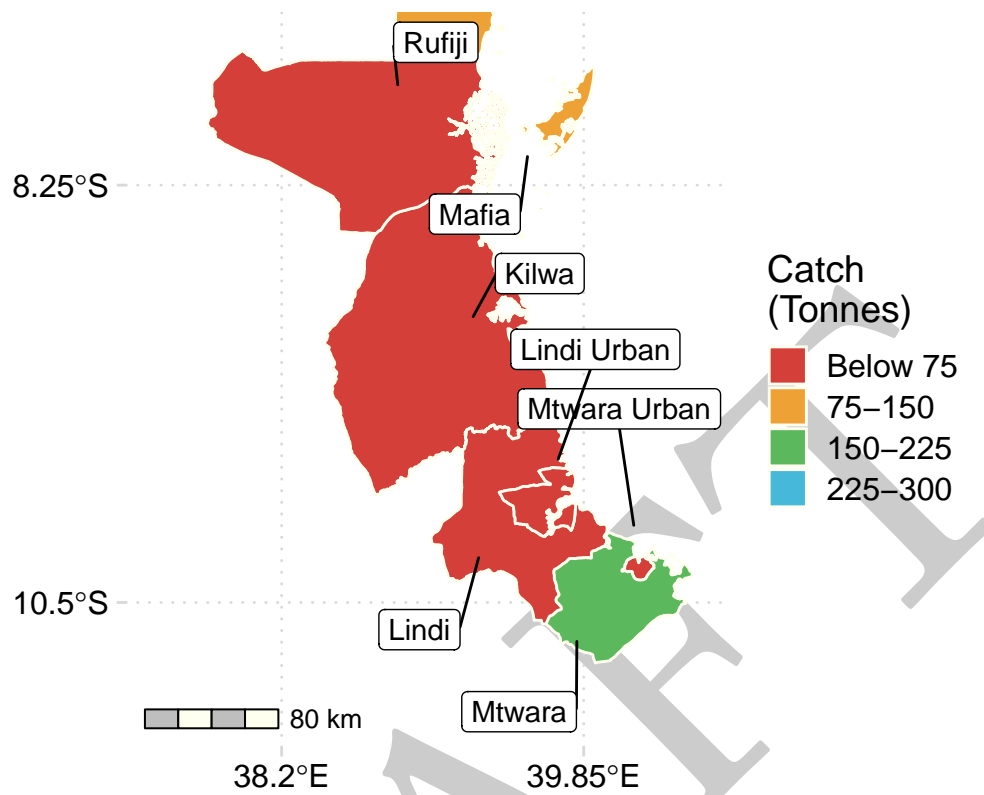 Rufiji
8.25°S
Mafia
Kilwa
Catch
(Tonnes)
Lindi Urban
Below 75
Mtwara Urban
75–150
150–225
225–300
10.5°S
Lindi
Mtwara
80 km
38.2°E
39.85°E